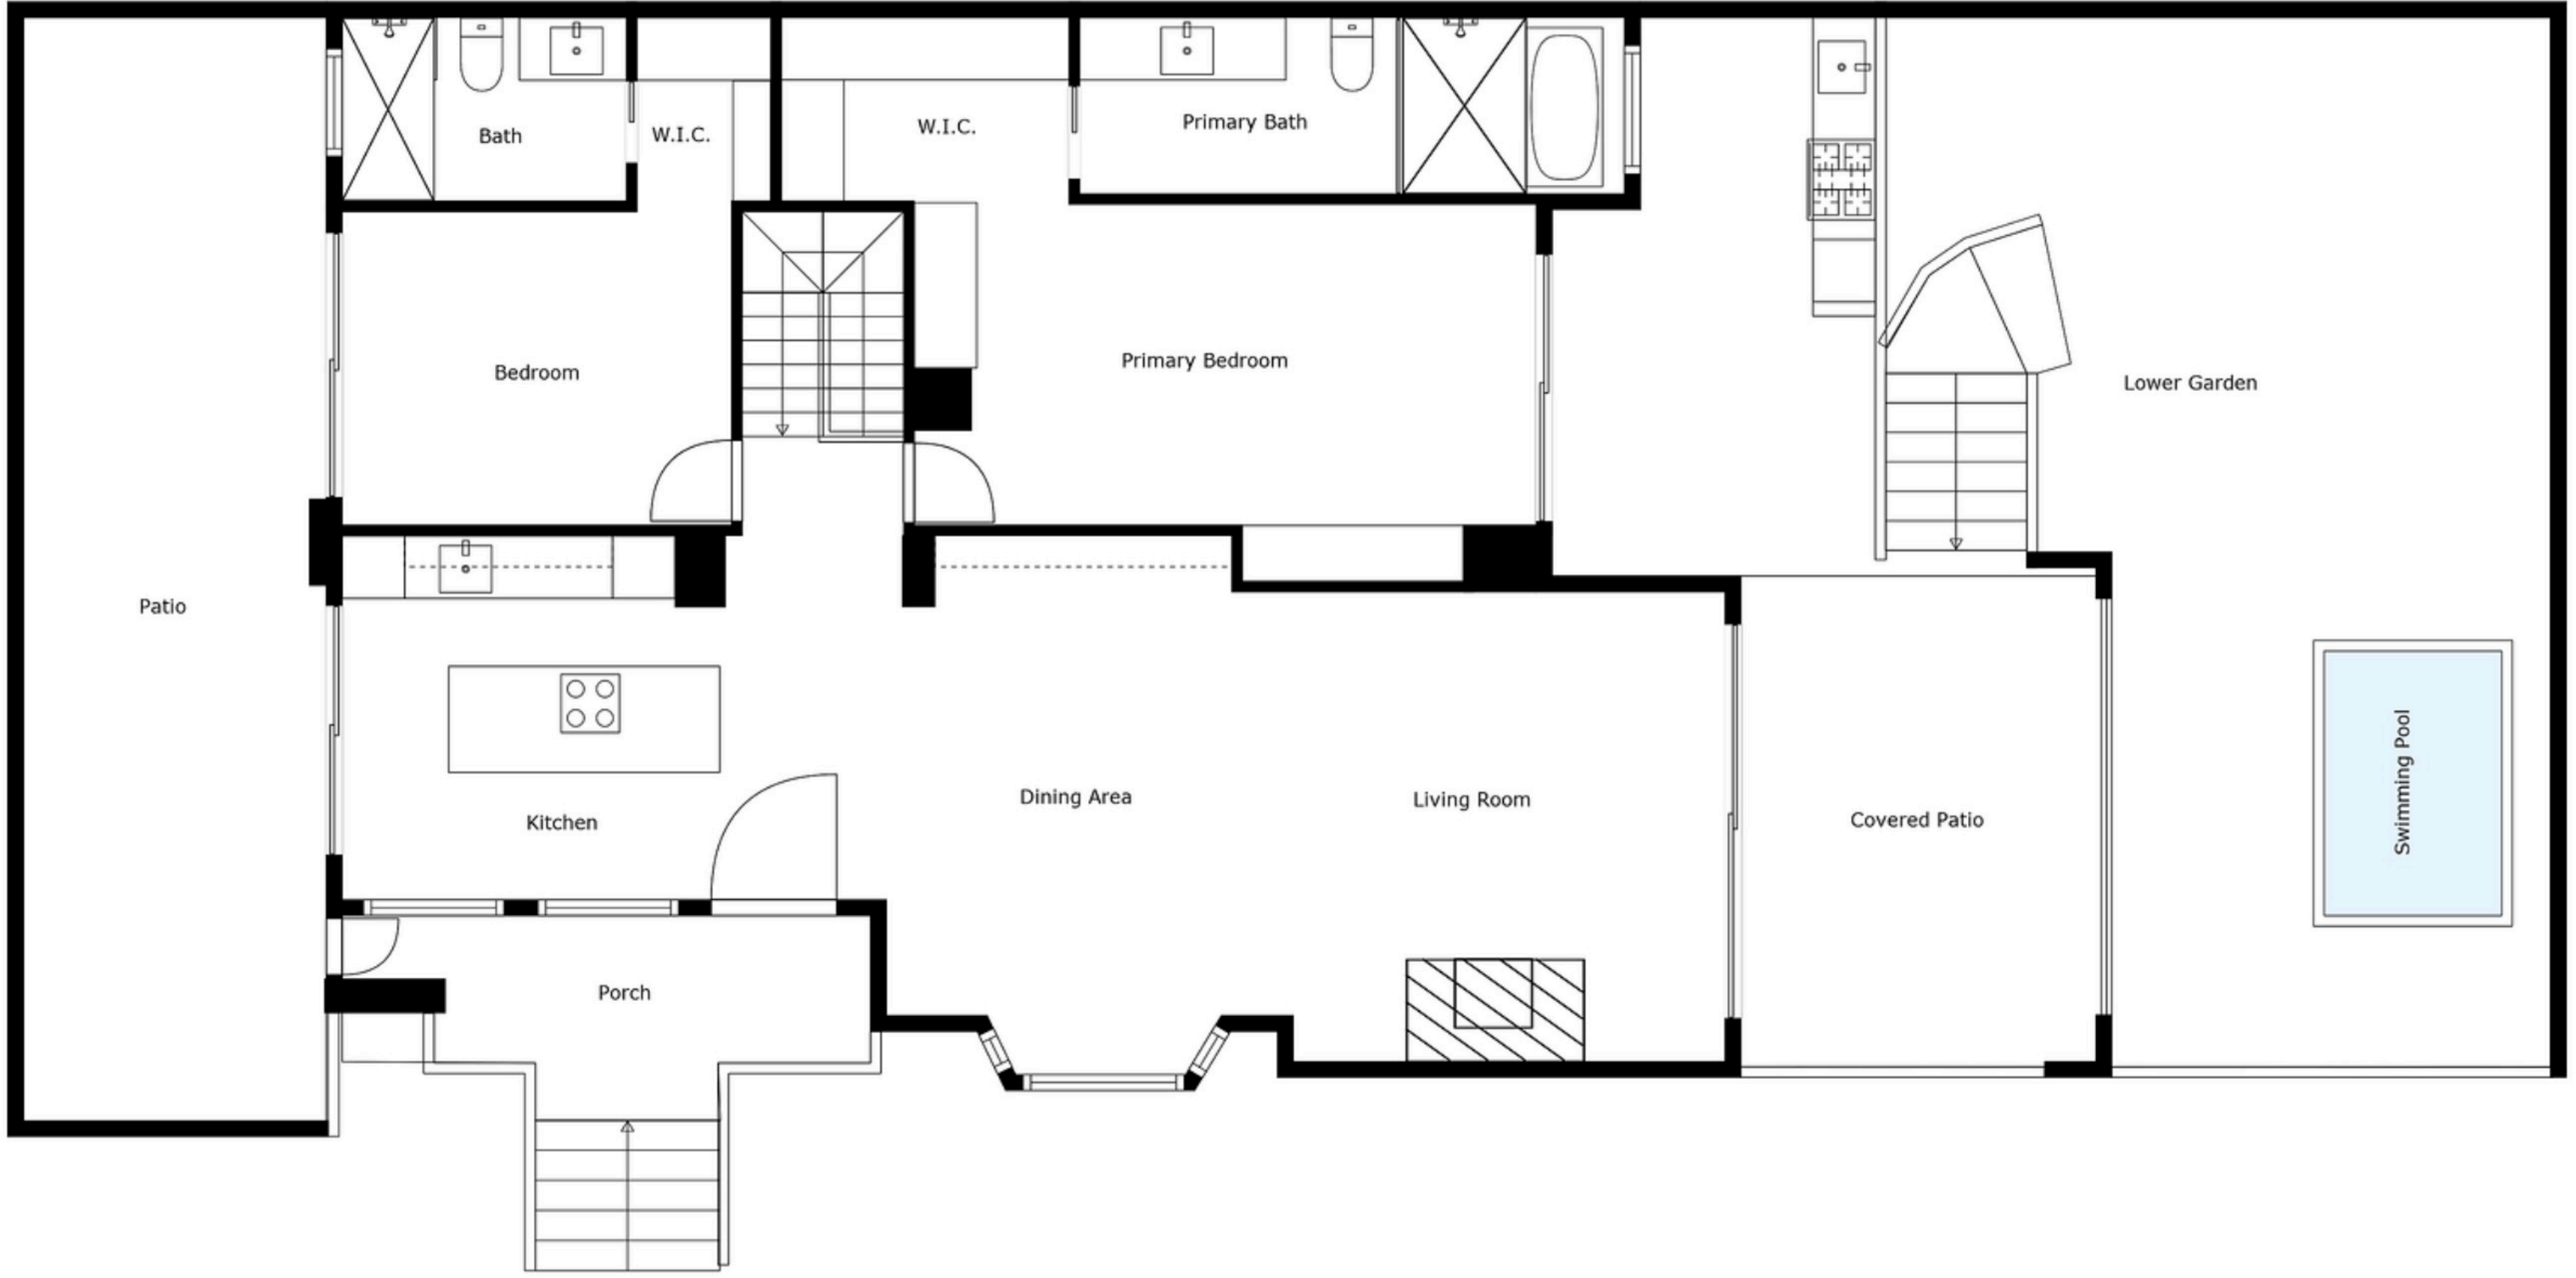 Bath
W.I.C.
W.I.C.
Primary Bath
Bedroom
Primary Bedroom
Lower Garden
Patio
Kitchen
Dining Area
Living Room
Covered Patio
Swimming Pool
Porch